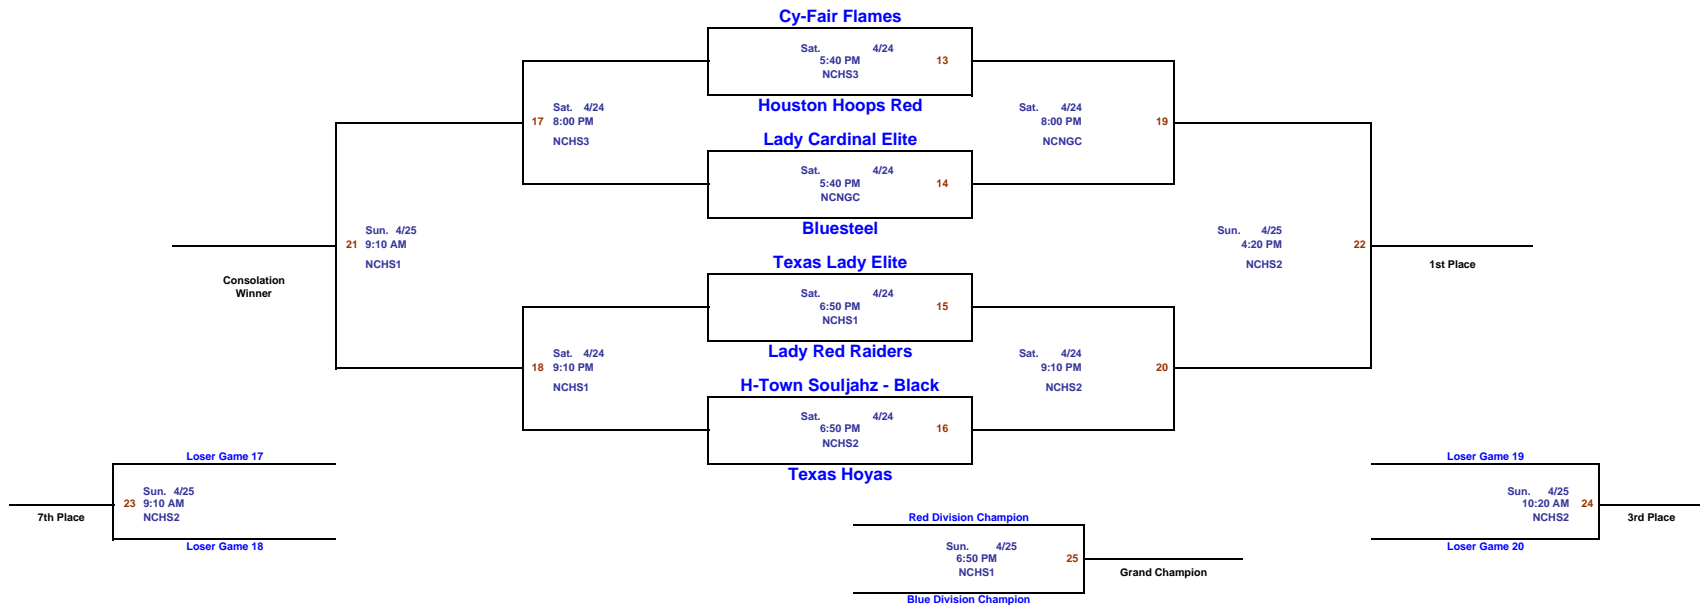 Cy-Fair Flames
Sat. 4/24
5:40 PM 13
NCHS3
Houston Hoops Red
Sat. 4/24
17 8:00 PM
NCHS3
Sat. 4/24
8:00 PM 19
NCNGC
Lady Cardinal Elite
Sat. 4/24
5:40 PM 14
NCNGC
Bluesteel
Sun. 4/25
21 9:10 AM
NCHS1
Consolation
Winner
Sun. 4/25
4:20 PM 22
NCHS2
1st Place
Texas Lady Elite
Sat. 4/24
6:50 PM 15
NCHS1
Lady Red Raiders
Sat. 4/24
18 9:10 PM
NCHS1
Sat. 4/24
9:10 PM 20
NCHS2
H-Town Souljahz - Black
Sat. 4/24
6:50 PM 16
NCHS2
Texas Hoyas
Loser Game 17
Sun. 4/25
23 9:10 AM
NCHS2
7th Place
Loser Game 18
Loser Game 19
Sun. 4/25
10:20 AM 24
NCHS2
3rd Place
Loser Game 20
Red Division Champion
Sun. 4/25
6:50 PM 25
NCHS1
Grand Champion
Blue Division Champion